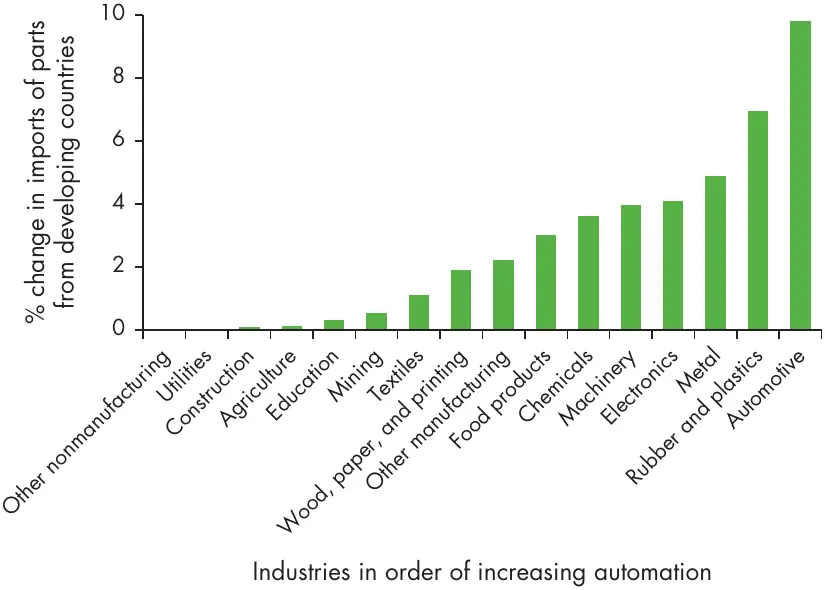 % change in imports of parts
from developing countries
10
8
6
4
2
0
Other nonmanufacturing
Utilities
Construction
Agriculture
Education
Mining
Textiles
Wood, paper, and printing
Other manufacturing
Food products
Chemicals
Machinery
Electronics
Metal
Rubber and plastics
Automotive
Industries in order of increasing automation